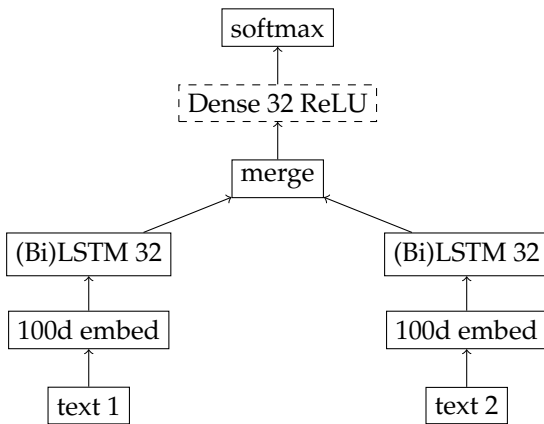 softmax
Dense 32 ReLU
merge
(Bi)LSTM 32
(Bi)LSTM 32
100d embed
100d embed
text 1
text 2